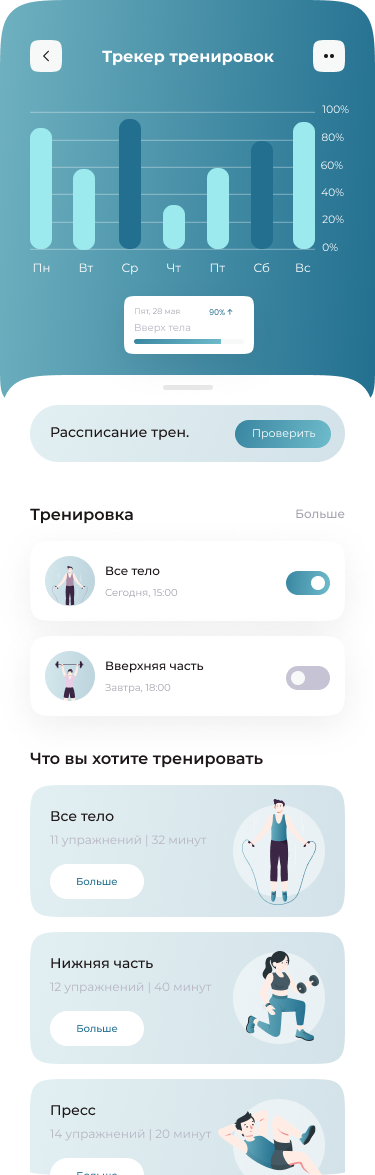 Трекер тренировок
100%
80%
60%
40%
20%
0%
Пн Вт Ср Чт Пт Сб Вс
Пят, 28 мая 90% ↑
Вверх тела
Рассписание трен. Проверить
Тренировка Больше
Все тело
Сегодня, 15:00
Вверхняя часть
Завтра, 18:00
Что вы хотите тренировать
Все тело
11 упражнений | 32 минут
Больше
Нижняя часть
12 упражнений | 40 минут
Больше
Пресс
14 упражнений | 20 минут
Больше